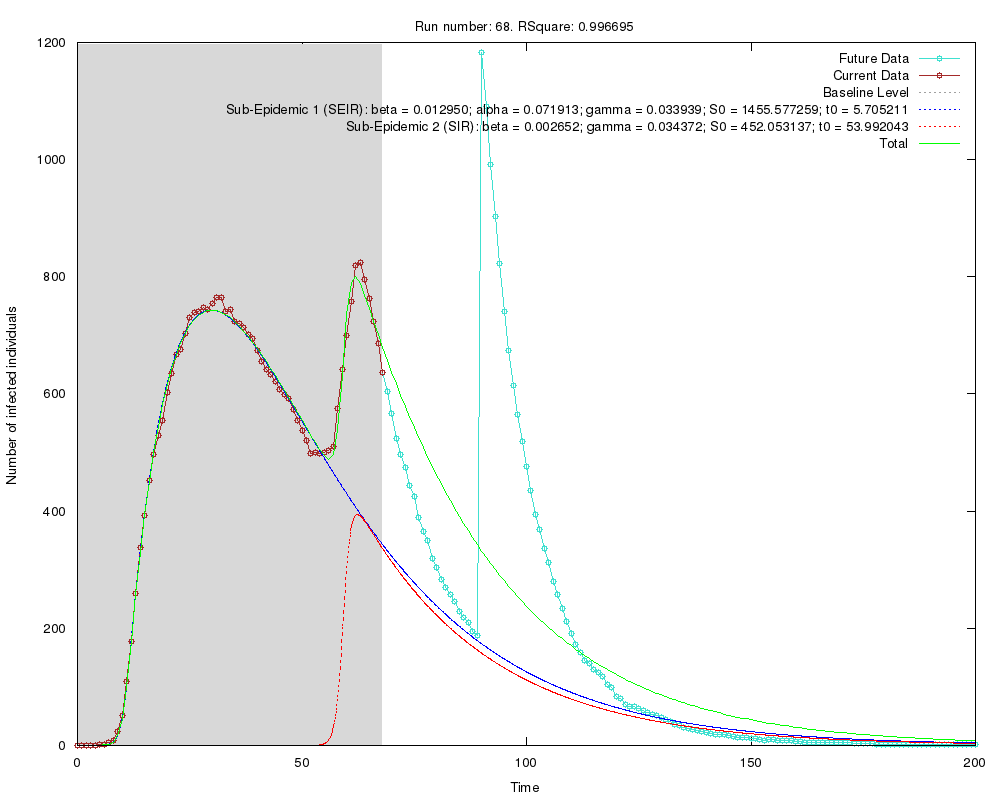 Run number: 68. RSquare: 0.996695
1200
1000
800
600
400
200
0
Number of infected individuals
Future Data
Current Data
Baseline Level
Sub-Epidemic 1 (SEIR): beta = 0.012950; alpha = 0.071913; gamma = 0.033939; S0 = 1455.577259; t0 = 5.705211
Sub-Epidemic 2 (SIR): beta = 0.002652; gamma = 0.034372; S0 = 452.053137; t0 = 53.992043
Total
0 50 100 150 200
Time